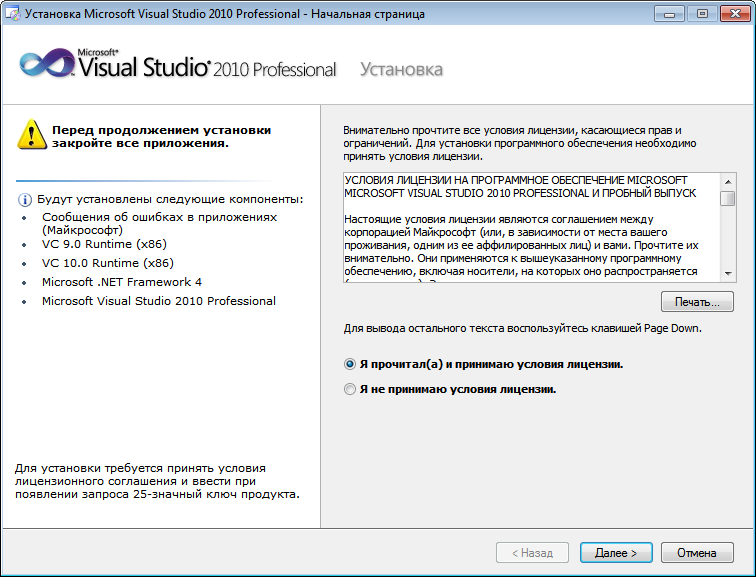 Установка Microsoft Visual Studio 2010 Professional - Начальная страница
Microsoft®
Visual Studio® 2010 Professional Установка
Перед продолжением установки
закройте все приложения.
Будут установлены следующие компоненты:
• Сообщения об ошибках в приложениях
(Майкрософт)
• VC 9.0 Runtime (x86)
• VC 10.0 Runtime (x86)
• Microsoft .NET Framework 4
• Microsoft Visual Studio 2010 Professional
Для установки требуется принять условия
лицензионного соглашения и ввести при
появлении запроса 25-значный ключ продукта.
Внимательно прочтите все условия лицензии, касающиеся прав и
ограничений. Для установки программного обеспечения необходимо
принять условия лицензии.
УСЛОВИЯ ЛИЦЕНЗИИ НА ПРОГРАММНОЕ ОБЕСПЕЧЕНИЕ MICROSOFT
MICROSOFT VISUAL STUDIO 2010 PROFESSIONAL И ПРОБНЫЙ ВЫПУСК
Настоящие условия лицензии являются соглашением между
корпорацией Майкрософт (или, в зависимости от места вашего
проживания, одним из ее аффилированных лиц) и вами. Прочтите их
внимательно. Они применяются к вышеуказанному программному
обеспечению, включая носители, на которых оно распространяется
Печать...
Для вывода остального текста воспользуйтесь клавишей Page Down.
Я прочитал(а) и принимаю условия лицензии.
Я не принимаю условия лицензии.
< Назад
Далее >
Отмена